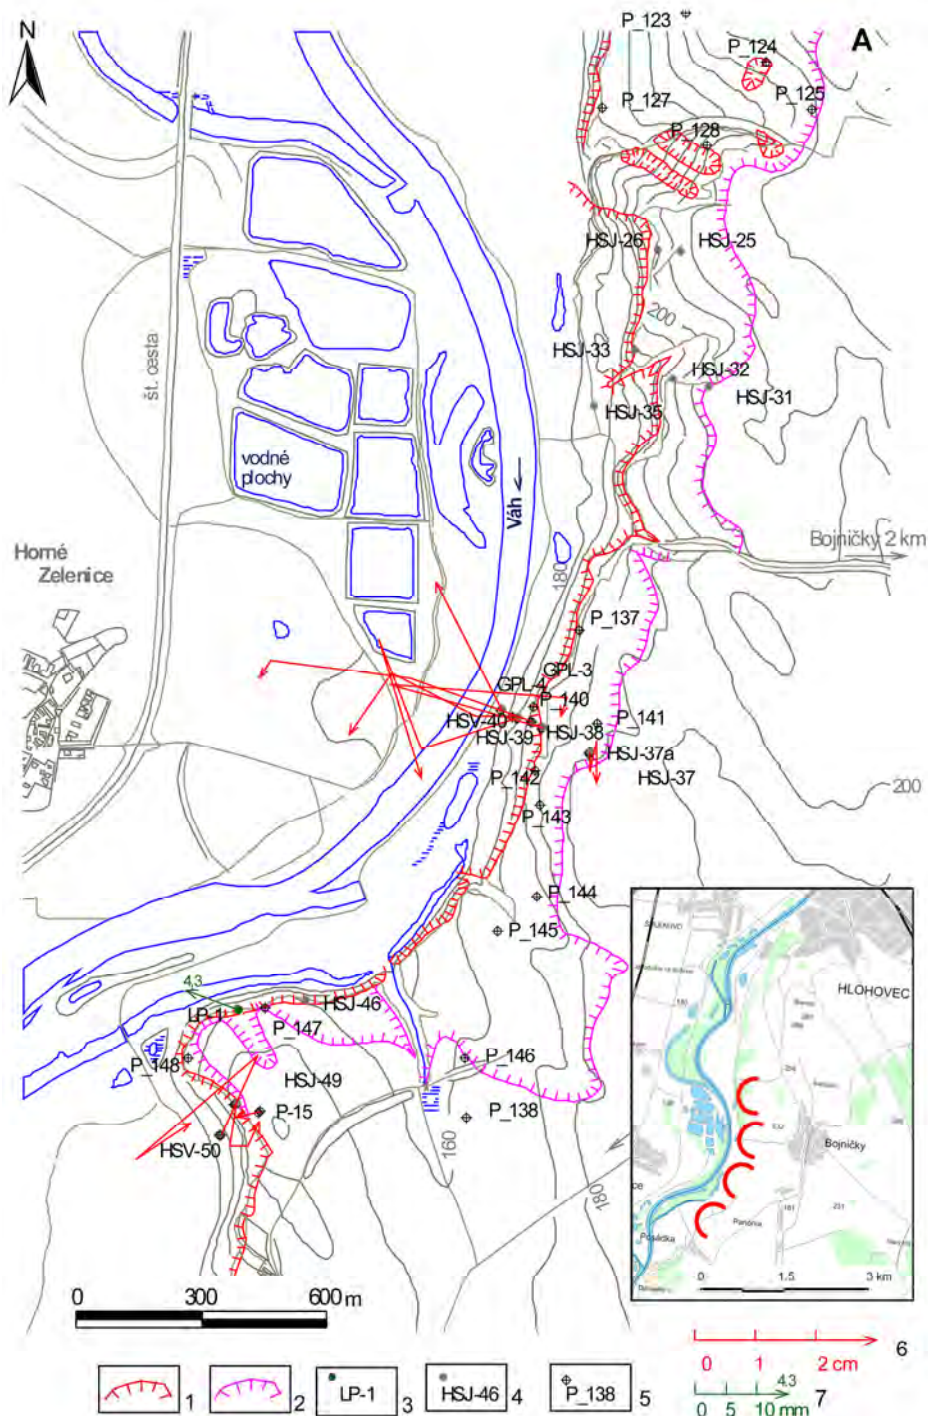 N
A
P_123
P_124
P_125
P_127
P_128
HSJ-26
HSJ-25
200
HSJ-33
HSJ-32
HSJ-31
HSJ-35
št. cesta
vodné
plochy
Váh
Horné
Zelenice
Bojničky 2 km
180
P_137
GPL-3
GPL-4
P_140
HSV-40
HSJ-39
HSJ-38
P_141
HSJ-37a
HSJ-37
P_142
P_143
200
P_144
P_145
4,3
LP-1
HSJ-46
P_147
P_148
P_146
HSJ-49
P-15
P_138
HSV-50
160
180
HLOHOVEC
Bojničky
Posádka
0 1.5 3 km
0 300 600 m
1
2
LP-1 3
HSJ-46 4
P_138 5
0 1 2 cm 6
4,3
0 5 10 mm 7